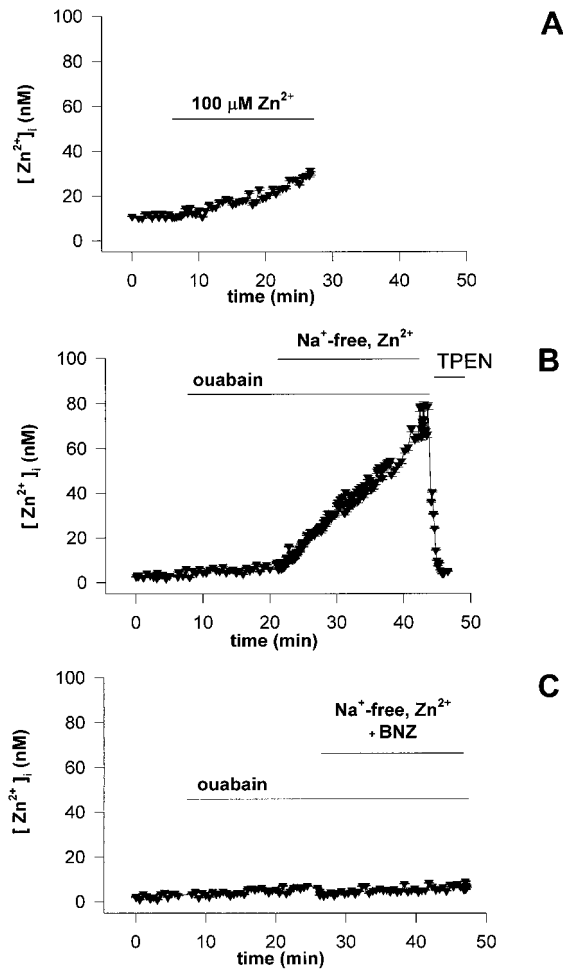 A
100
80
60
40
20
0
[ Zn²⁺]ᵢ (nM)
100 μM Zn²⁺
0 10 20 30 40 50
time (min)
B
100
80
60
40
20
0
[ Zn²⁺ ]ᵢ (nM)
Na⁺-free, Zn²⁺
TPEN
ouabain
0 10 20 30 40 50
time (min)
C
100
80
60
40
20
0
[ Zn²⁺ ]ᵢ (nM)
Na⁺-free, Zn²⁺
+ BNZ
ouabain
0 10 20 30 40 50
time (min)